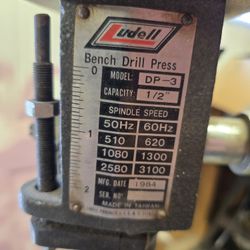 Ludell
Bench Drill Press
MODEL: DP-3
CAPACITY: 1/2"
SPINDLE SPEED
50Hz 60Hz
510 620
1080 1300
2580 3100
MFG. DATE 1984
SER. NO
MADE IN TAIWAN
0
1
2